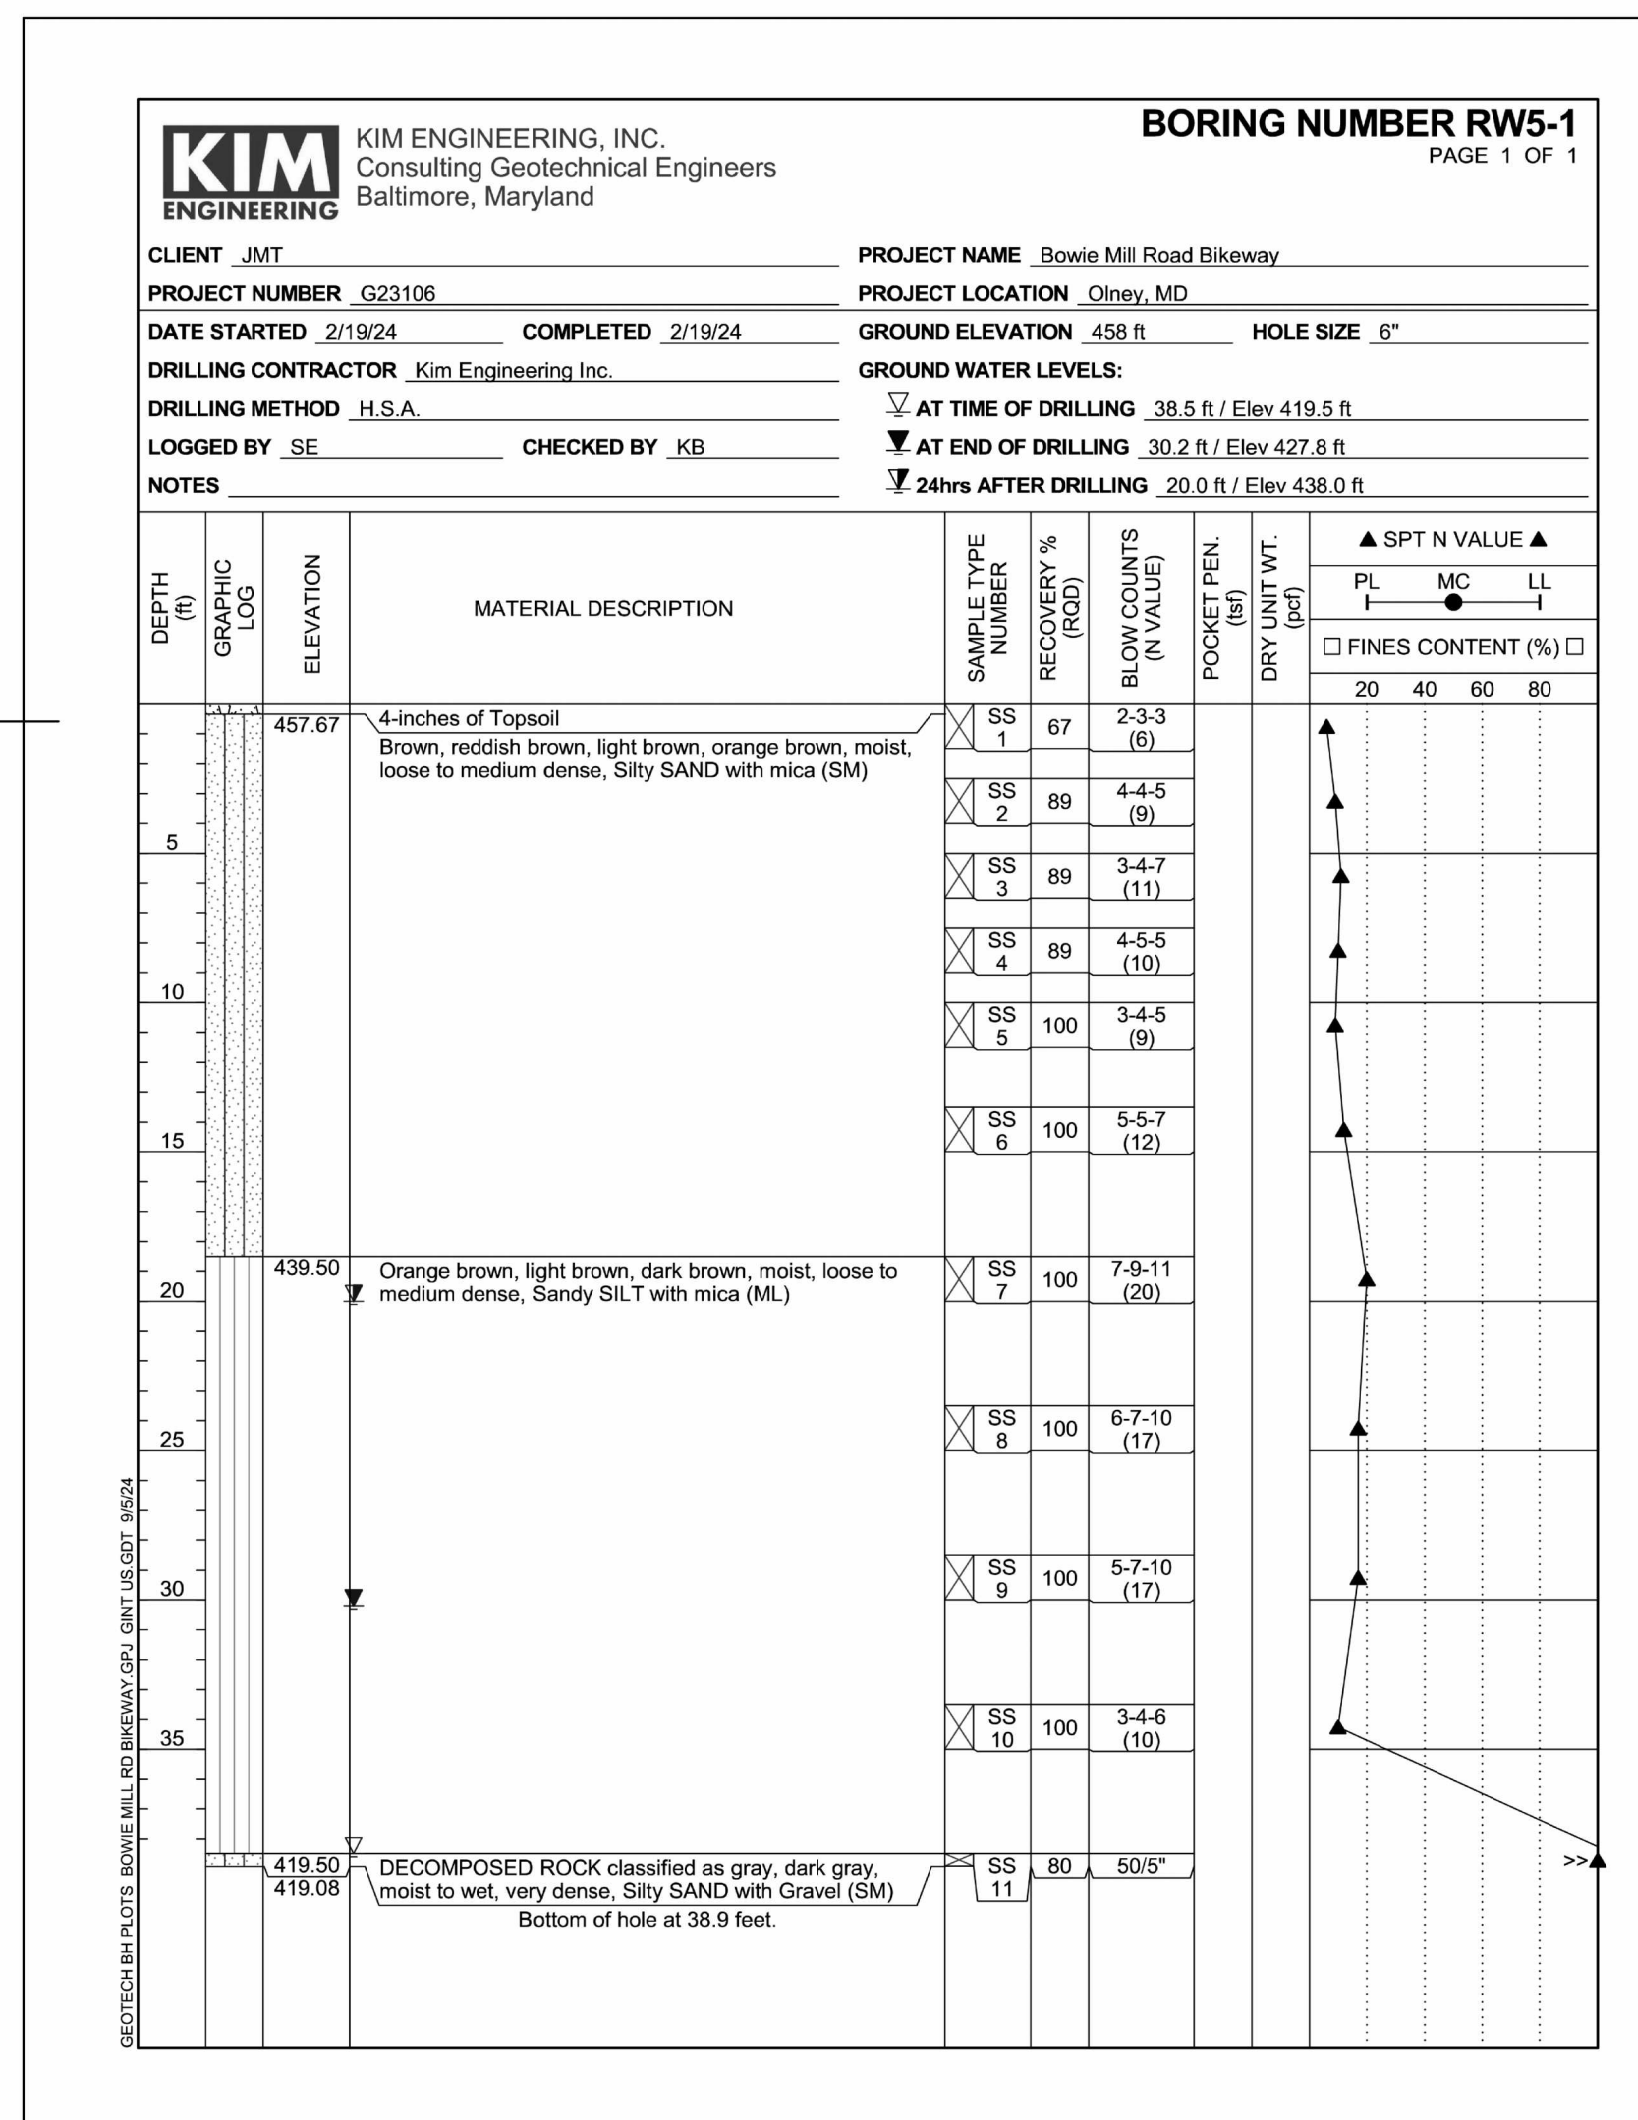 BORING NUMBER RW5-1
PAGE 1 OF 1
KIM
ENGINEERING
KIM ENGINEERING, INC.
Consulting Geotechnical Engineers
Baltimore, Maryland
CLIENT JMT
PROJECT NAME Bowie Mill Road Bikeway
PROJECT NUMBER G23106
PROJECT LOCATION Olney, MD
DATE STARTED 2/19/24 COMPLETED 2/19/24
GROUND ELEVATION 458 ft HOLE SIZE 6"
DRILLING CONTRACTOR Kim Engineering Inc.
GROUND WATER LEVELS:
DRILLING METHOD H.S.A.
AT TIME OF DRILLING 38.5 ft / Elev 419.5 ft
LOGGED BY SE CHECKED BY KB
AT END OF DRILLING 30.2 ft / Elev 427.8 ft
NOTES
24hrs AFTER DRILLING 20.0 ft / Elev 438.0 ft
DEPTH
(ft)
GRAPHIC
LOG
ELEVATION
MATERIAL DESCRIPTION
SAMPLE TYPE
NUMBER
RECOVERY %
(RQD)
BLOW COUNTS
(N VALUE)
POCKET PEN.
(tsf)
DRY UNIT WT.
(pcf)
▲ SPT N VALUE ▲
PL MC LL
□ FINES CONTENT (%) □
20 40 60 80
457.67
4-inches of Topsoil
Brown, reddish brown, light brown, orange brown, moist,
loose to medium dense, Silty SAND with mica (SM)
SS
1
67
2-3-3
(6)
SS
2
89
4-4-5
(9)
5
SS
3
89
3-4-7
(11)
SS
4
89
4-5-5
(10)
10
SS
5
100
3-4-5
(9)
SS
6
100
5-5-7
(12)
15
439.50
Orange brown, light brown, dark brown, moist, loose to
medium dense, Sandy SILT with mica (ML)
SS
7
100
7-9-11
(20)
20
SS
8
100
6-7-10
(17)
25
SS
9
100
5-7-10
(17)
30
SS
10
100
3-4-6
(10)
35
419.50
419.08
DECOMPOSED ROCK classified as gray, dark gray,
moist to wet, very dense, Silty SAND with Gravel (SM)
Bottom of hole at 38.9 feet.
SS
11
80
50/5"
>>▲
GEOTECH BH PLOTS BOWIE MILL RD BIKEWAY.GPJ GINT US.GDT 9/5/24